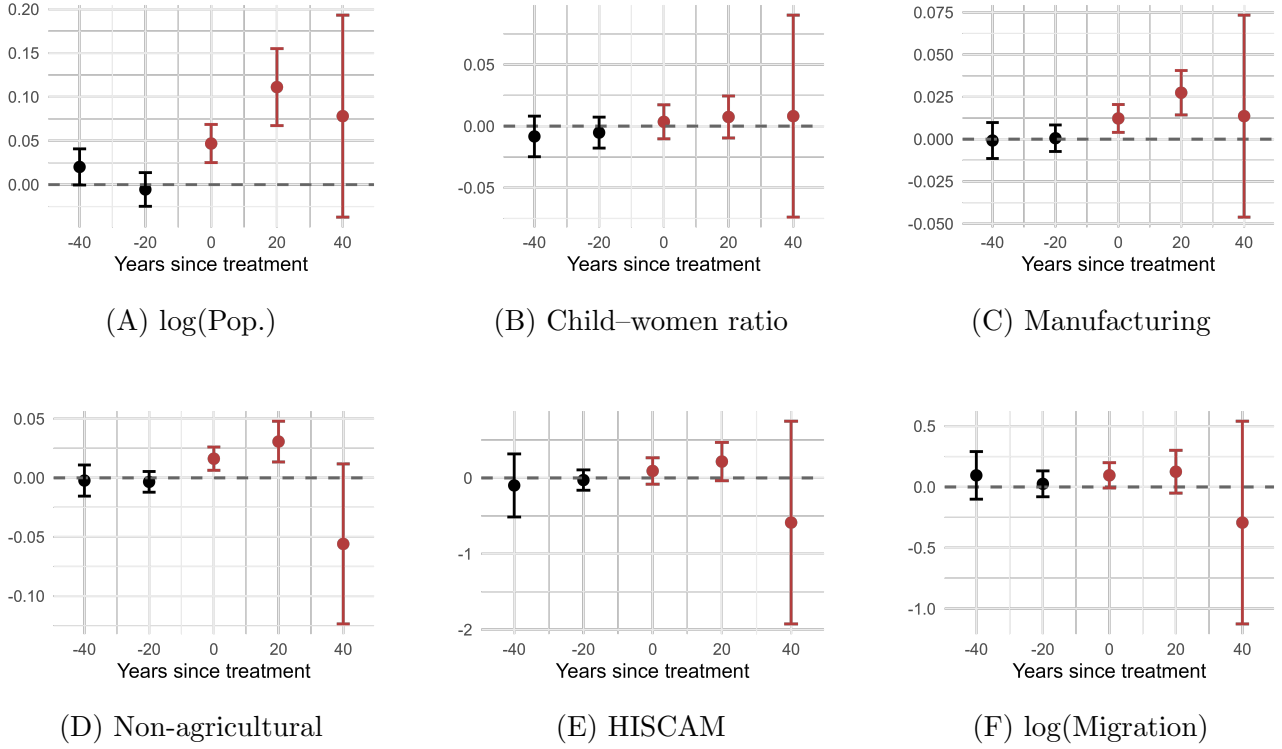 0.20
0.15
0.10
0.05
0.00
-40 -20 0 20 40
Years since treatment
(A) log(Pop.)
0.05
0.00
-0.05
-40 -20 0 20 40
Years since treatment
(B) Child–women ratio
0.075
0.050
0.025
0.000
-0.025
-0.050
-40 -20 0 20 40
Years since treatment
(C) Manufacturing
0.05
0.00
-0.05
-0.10
-40 -20 0 20 40
Years since treatment
(D) Non-agricultural
0
-1
-2
-40 -20 0 20 40
Years since treatment
(E) HISCAM
0.5
0.0
-0.5
-1.0
-40 -20 0 20 40
Years since treatment
(F) log(Migration)